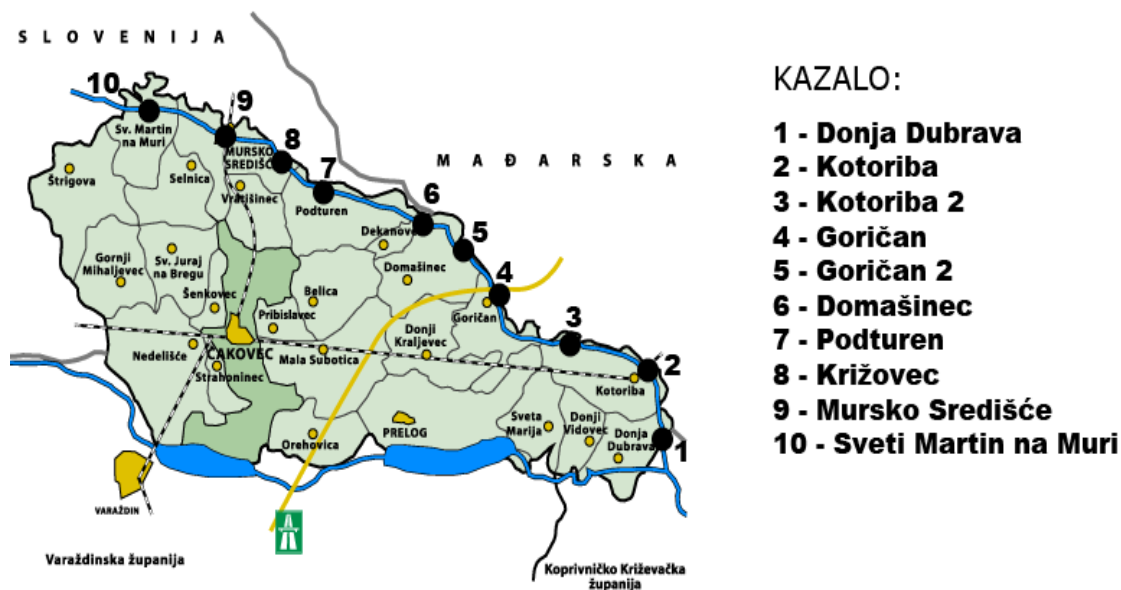 S L O V E N I J A
10
9
Sv. Martin
na Muri
MURSKO
SREDIŠĆE
8
M A Đ A R S K A
7
Štrigova
Selnica
Vratišinec
Podturen
6
Dekanovec
5
Gornji
Mihaljevec
Sv. Juraj
na Bregu
Domašinec
4
Šenkovec
Belica
Goričan
Pribislavec
3
Donji
Kraljevec
Nedelišće
ČAKOVEC
Mala Subotica
2
Strahoninec
Kotoriba
Sveta
Marija
Donji
Vidovec
PRELOG
Orehovica
Donja
Dubrava
1
VARAŽDIN
Varaždinska županija
Koprivničko Križevačka
županija
KAZALO:
1 - Donja Dubrava
2 - Kotoriba
3 - Kotoriba 2
4 - Goričan
5 - Goričan 2
6 - Domašinec
7 - Podturen
8 - Križovec
9 - Mursko Središće
10 - Sveti Martin na Muri